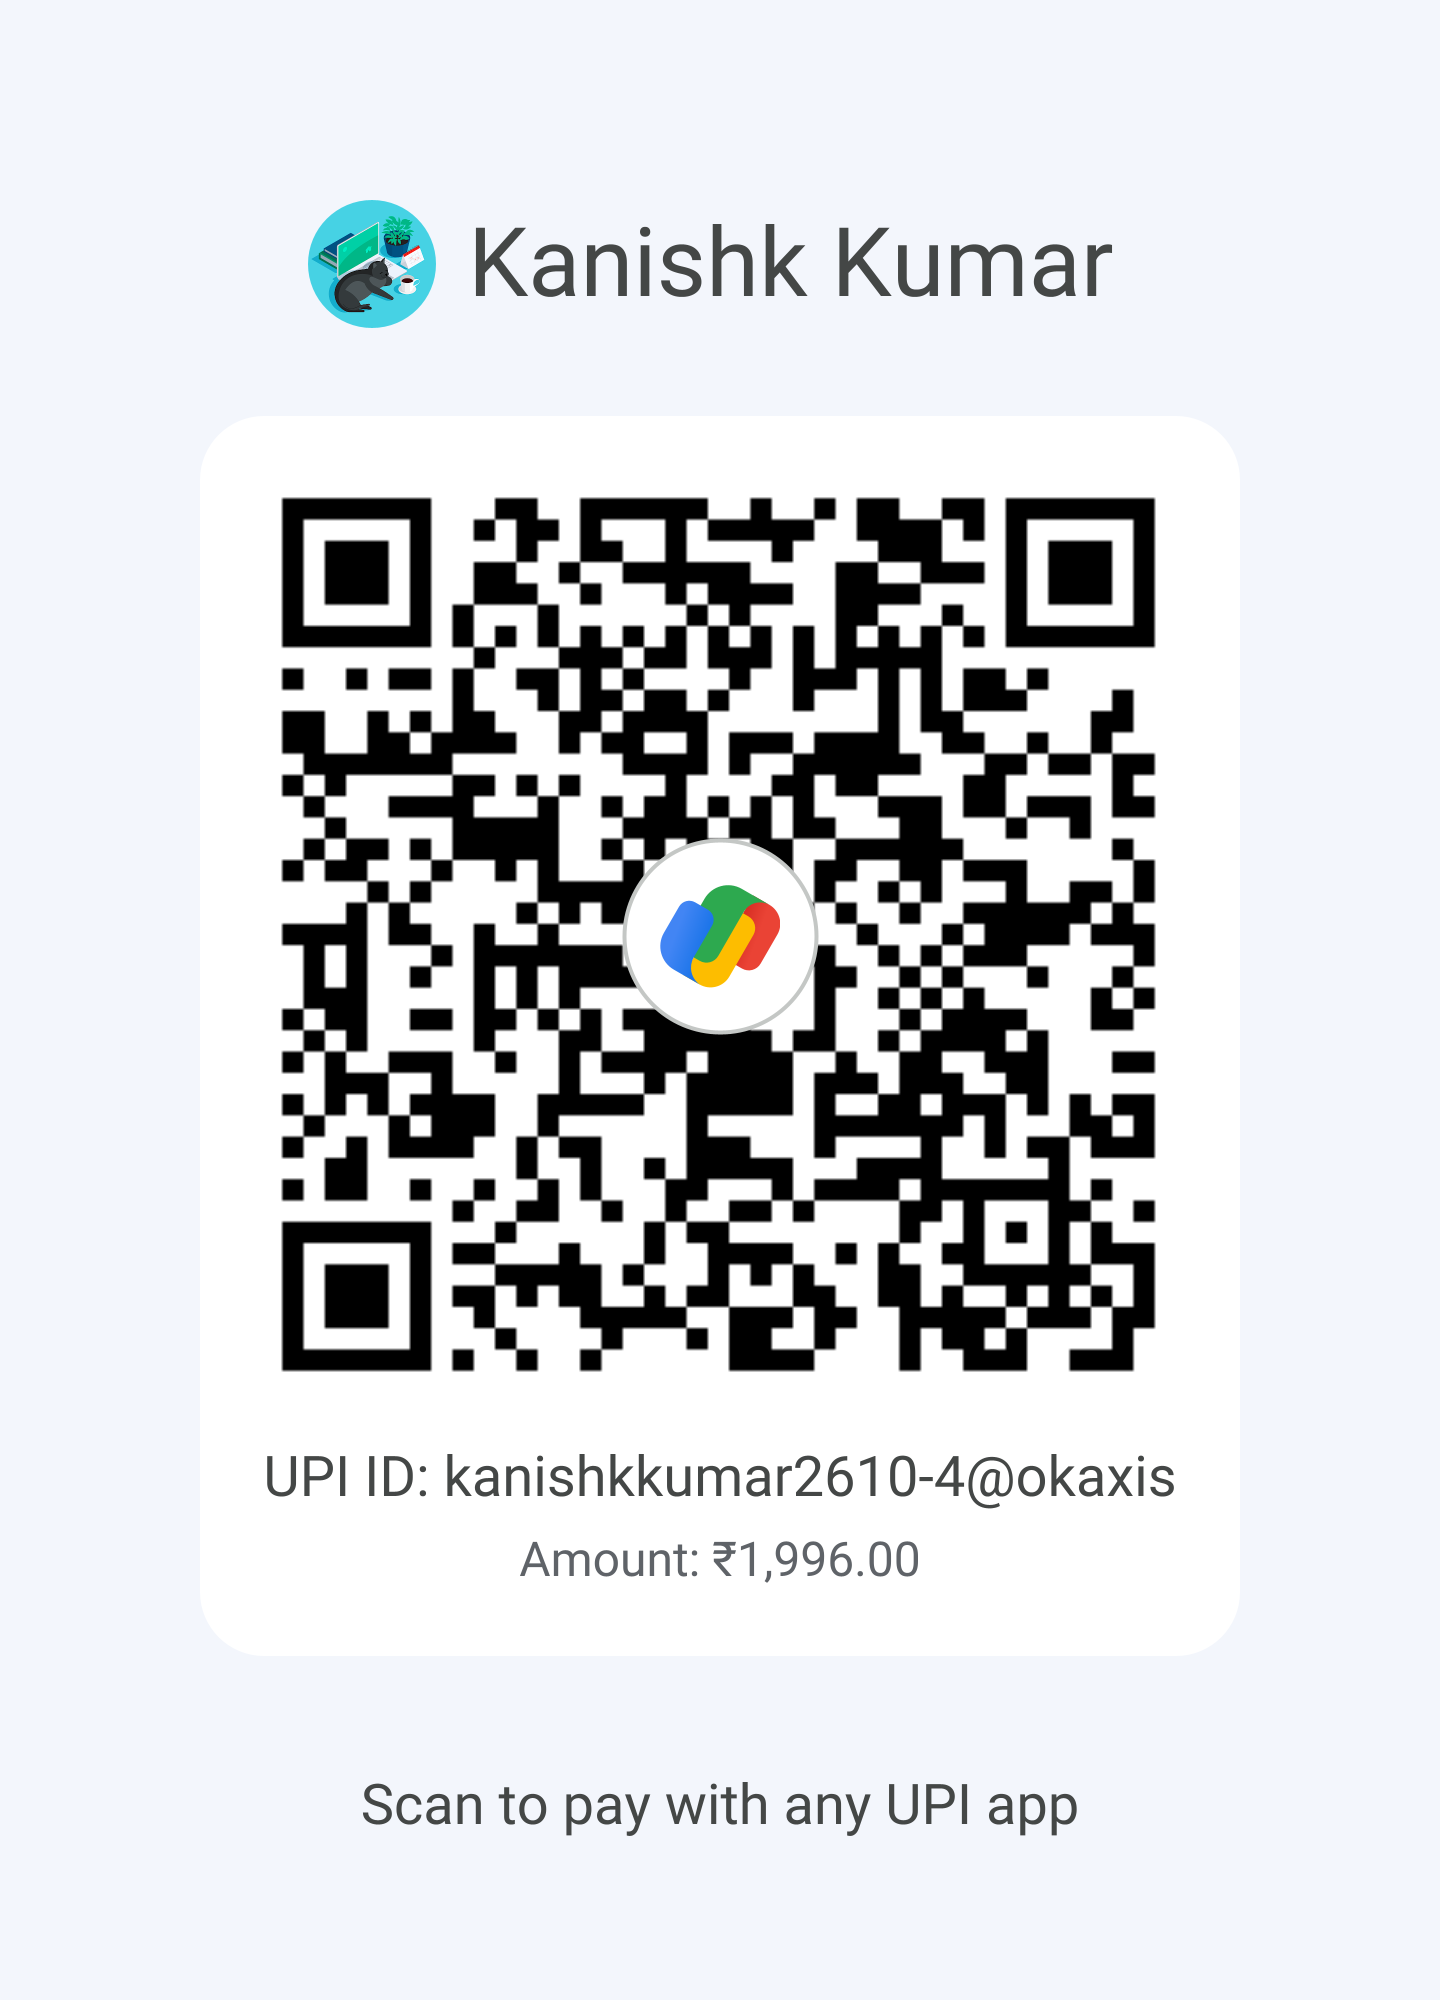 Kanishk Kumar
UPI ID: kanishkkumar2610-4@okaxis
Amount: ₹1,996.00
Scan to pay with any UPI app